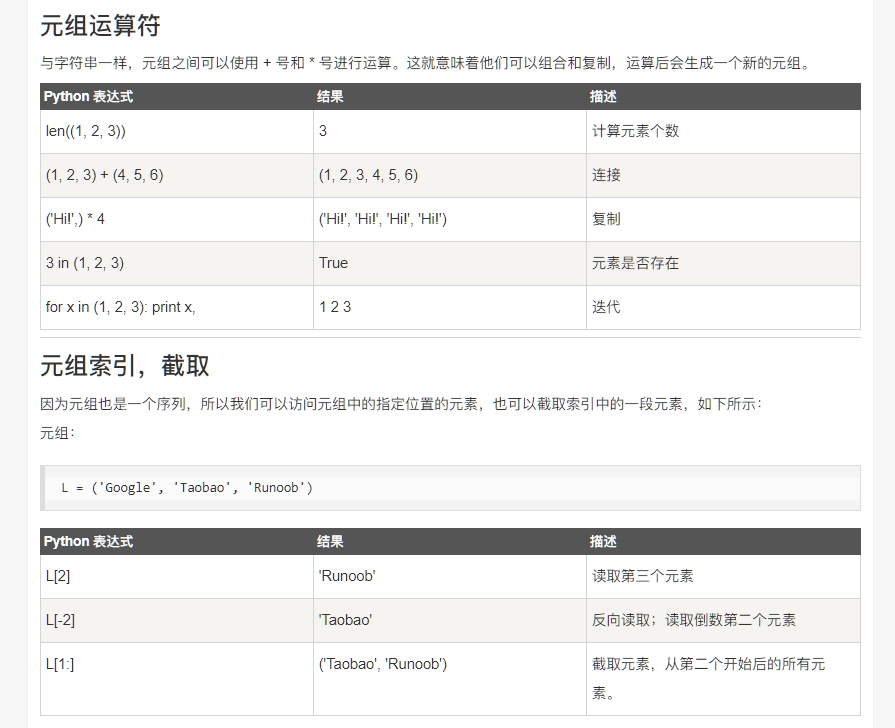 元组运算符
与字符串一样，元组之间可以使用 + 号和 * 号进行运算。这就意味着他们可以组合和复制，运算后会生成一个新的元组。
Python 表达式 结果 描述
len((1, 2, 3)) 3 计算元素个数
(1, 2, 3) + (4, 5, 6) (1, 2, 3, 4, 5, 6) 连接
('Hi!',) * 4 ('Hi!', 'Hi!', 'Hi!', 'Hi!') 复制
3 in (1, 2, 3) True 元素是否存在
for x in (1, 2, 3): print x, 1 2 3 迭代
元组索引，截取
因为元组也是一个序列，所以我们可以访问元组中的指定位置的元素，也可以截取索引中的一段元素，如下所示：
元组：
L = ('Google', 'Taobao', 'Runoob')
Python 表达式 结果 描述
L[2] 'Runoob' 读取第三个元素
L[-2] 'Taobao' 反向读取；读取倒数第二个元素
L[1:] ('Taobao', 'Runoob') 截取元素，从第二个开始后的所有元
素。